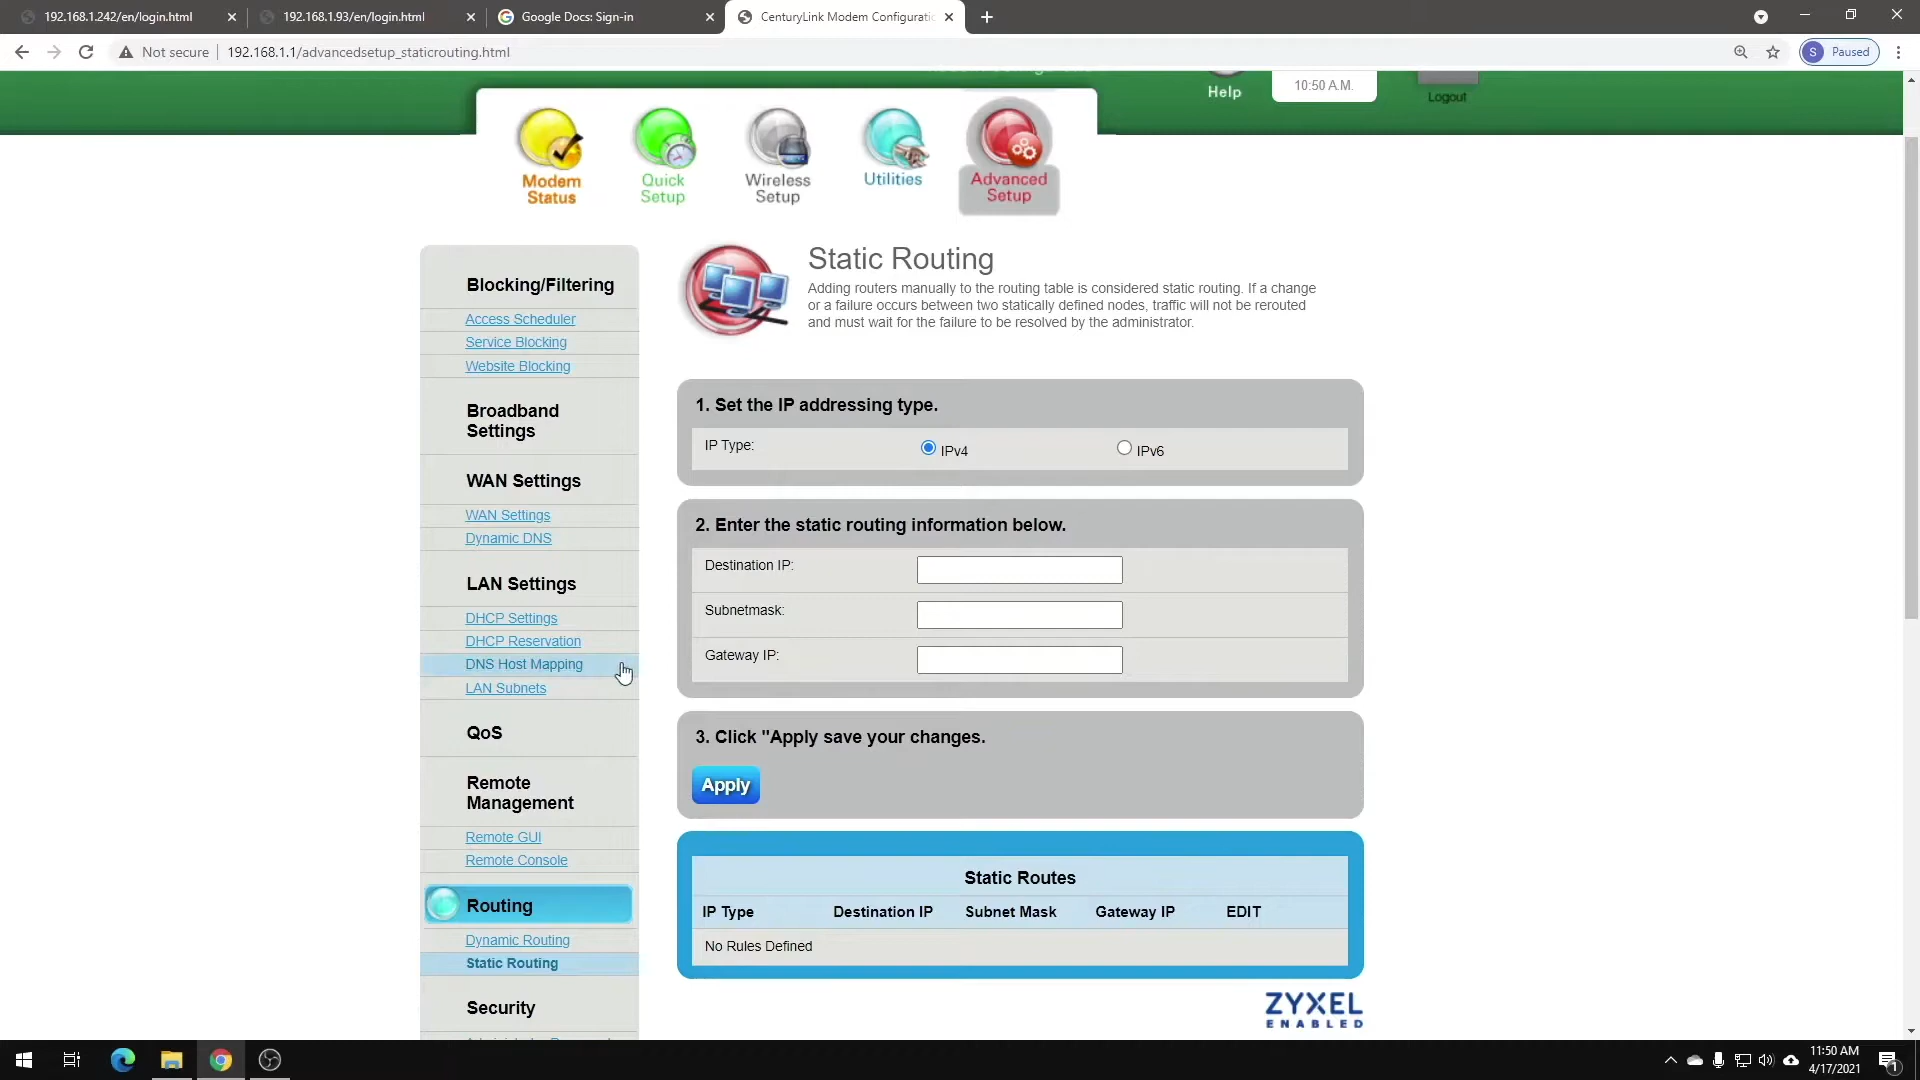 192.168.1.242/en/login.html
192.168.1.93/en/login.html
Google Docs: Sign-in
CenturyLink Modem Configuratio
Not secure
192.168.1.1/advancedsetup_staticrouting.html
S
Paused
Help
10:50 A.M.
Logout
Modem
Status
Quick
Setup
Wireless
Setup
Utilities
Advanced
Setup
Blocking/Filtering
Access Scheduler
Service Blocking
Website Blocking
Broadband
Settings
WAN Settings
WAN Settings
Dynamic DNS
LAN Settings
DHCP Settings
DHCP Reservation
DNS Host Mapping
LAN Subnets
QoS
Remote
Management
Remote GUI
Remote Console
Routing
Dynamic Routing
Static Routing
Security
Static Routing
Adding routers manually to the routing table is considered static routing. If a change
or a failure occurs between two statically defined nodes, traffic will not be rerouted
and must wait for the failure to be resolved by the administrator.
1. Set the IP addressing type.
IP Type:
IPv4
IPv6
2. Enter the static routing information below.
Destination IP:
Subnetmask:
Gateway IP:
3. Click "Apply save your changes.
Apply
Static Routes
IP Type Destination IP Subnet Mask Gateway IP EDIT
No Rules Defined
ZYXEL
ENABLED
11:50 AM
4/17/2021
1